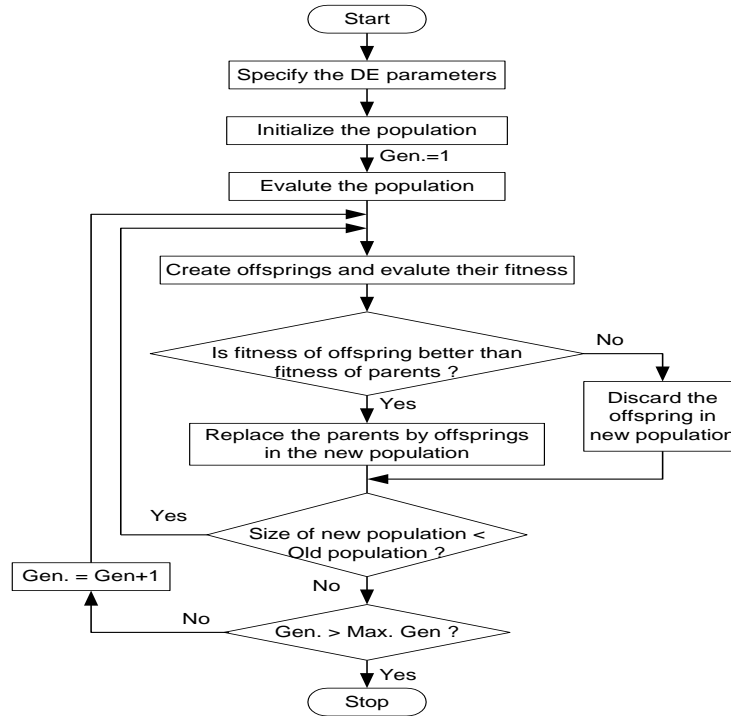 Start
Specify the DE parameters
Initialize the population
Gen.=1
Evalute the population
Create offsprings and evalute their fitness
Is fitness of offspring better than
fitness of parents ?
No
Yes
Discard the
offspring in
new population
Replace the parents by offsprings
in the new population
Yes
Size of new population <
Old population ?
No
Gen. = Gen+1
No
Gen. > Max. Gen ?
Yes
Stop